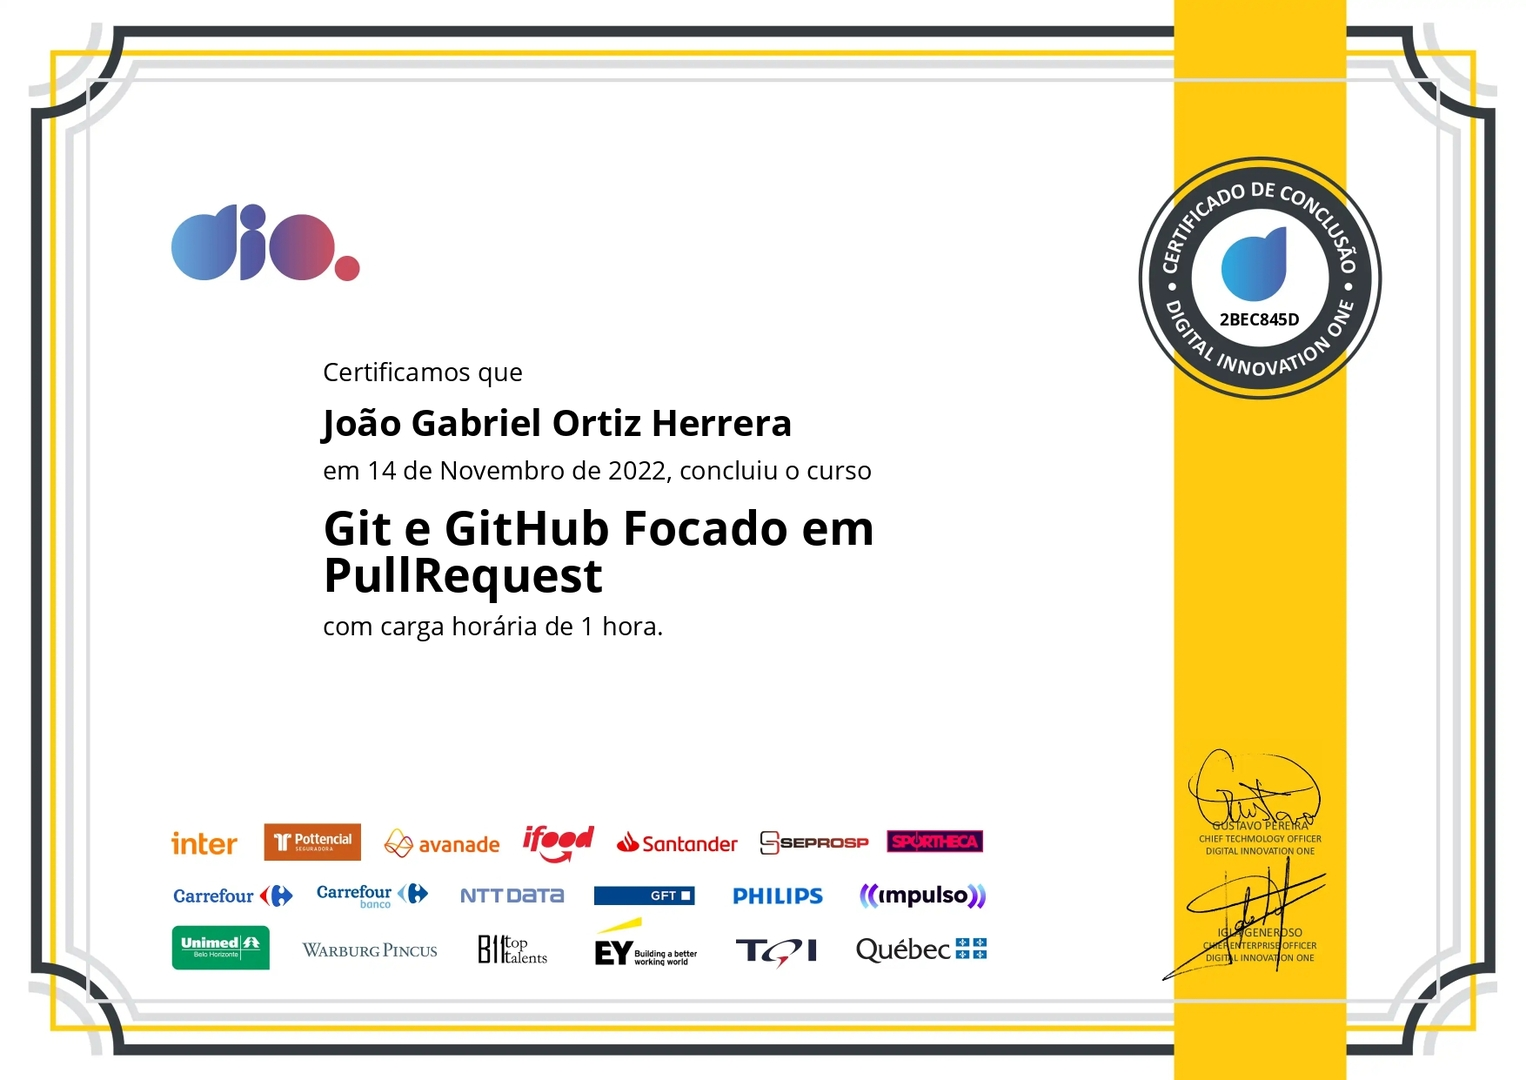 dio.
CERTIFICADO DE CONCLUSÃO
2BEC845D
DIGITAL INNOVATION ONE
Certificamos que
João Gabriel Ortiz Herrera
em 14 de Novembro de 2022, concluiu o curso
Git e GitHub Focado em
PullRequest
com carga horária de 1 hora.
GUSTAVO PEREIRA
CHIEF TECHNOLOGY OFFICER
DIGITAL INNOVATION ONE
IGLÁ GENEROSO
CHIEF ENTERPRISE OFFICER
DIGITAL INNOVATION ONE
inter
Pottencial
SEGURADORA
avanade
ifood
Santander
SEPROSP
SPORTHECA
Carrefour
Carrefour
banco
NTT DATA
GFT
PHILIPS
impulso
Unimed
Belo Horizonte
WARBURG PINCUS
top
talents
EY
Building a better
working world
TQI
Québec